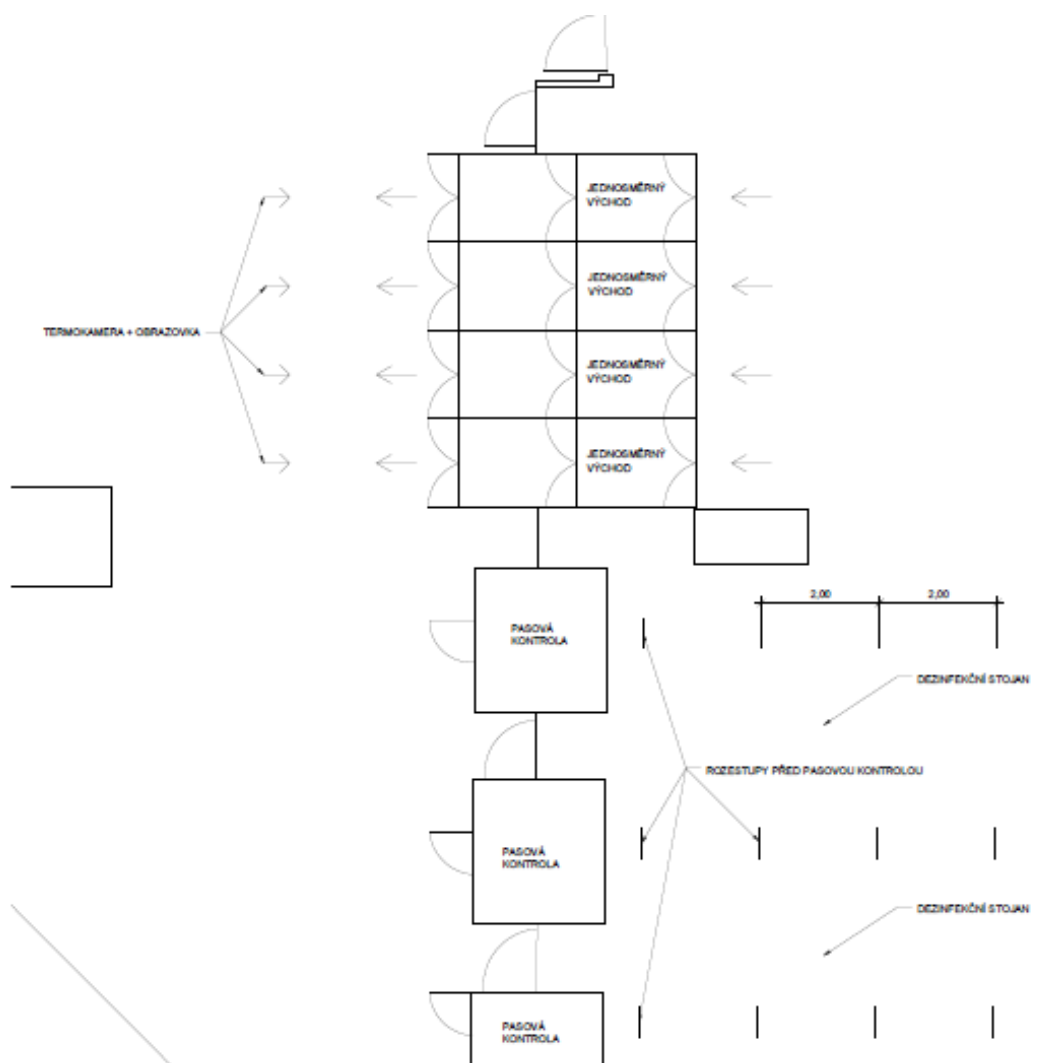 JEDNOSMĚRNÝ
VÝCHOD
JEDNOSMĚRNÝ
VÝCHOD
TERMOKAMERA + OBRAZOVKA
JEDNOSMĚRNÝ
VÝCHOD
JEDNOSMĚRNÝ
VÝCHOD
2,00 2,00
PASOVÁ
KONTROLA
DEZINFEKČNÍ STOJAN
ROZESTUPY PŘED PASOVOU KONTROLOU
PASOVÁ
KONTROLA
DEZINFEKČNÍ STOJAN
PASOVÁ
KONTROLA